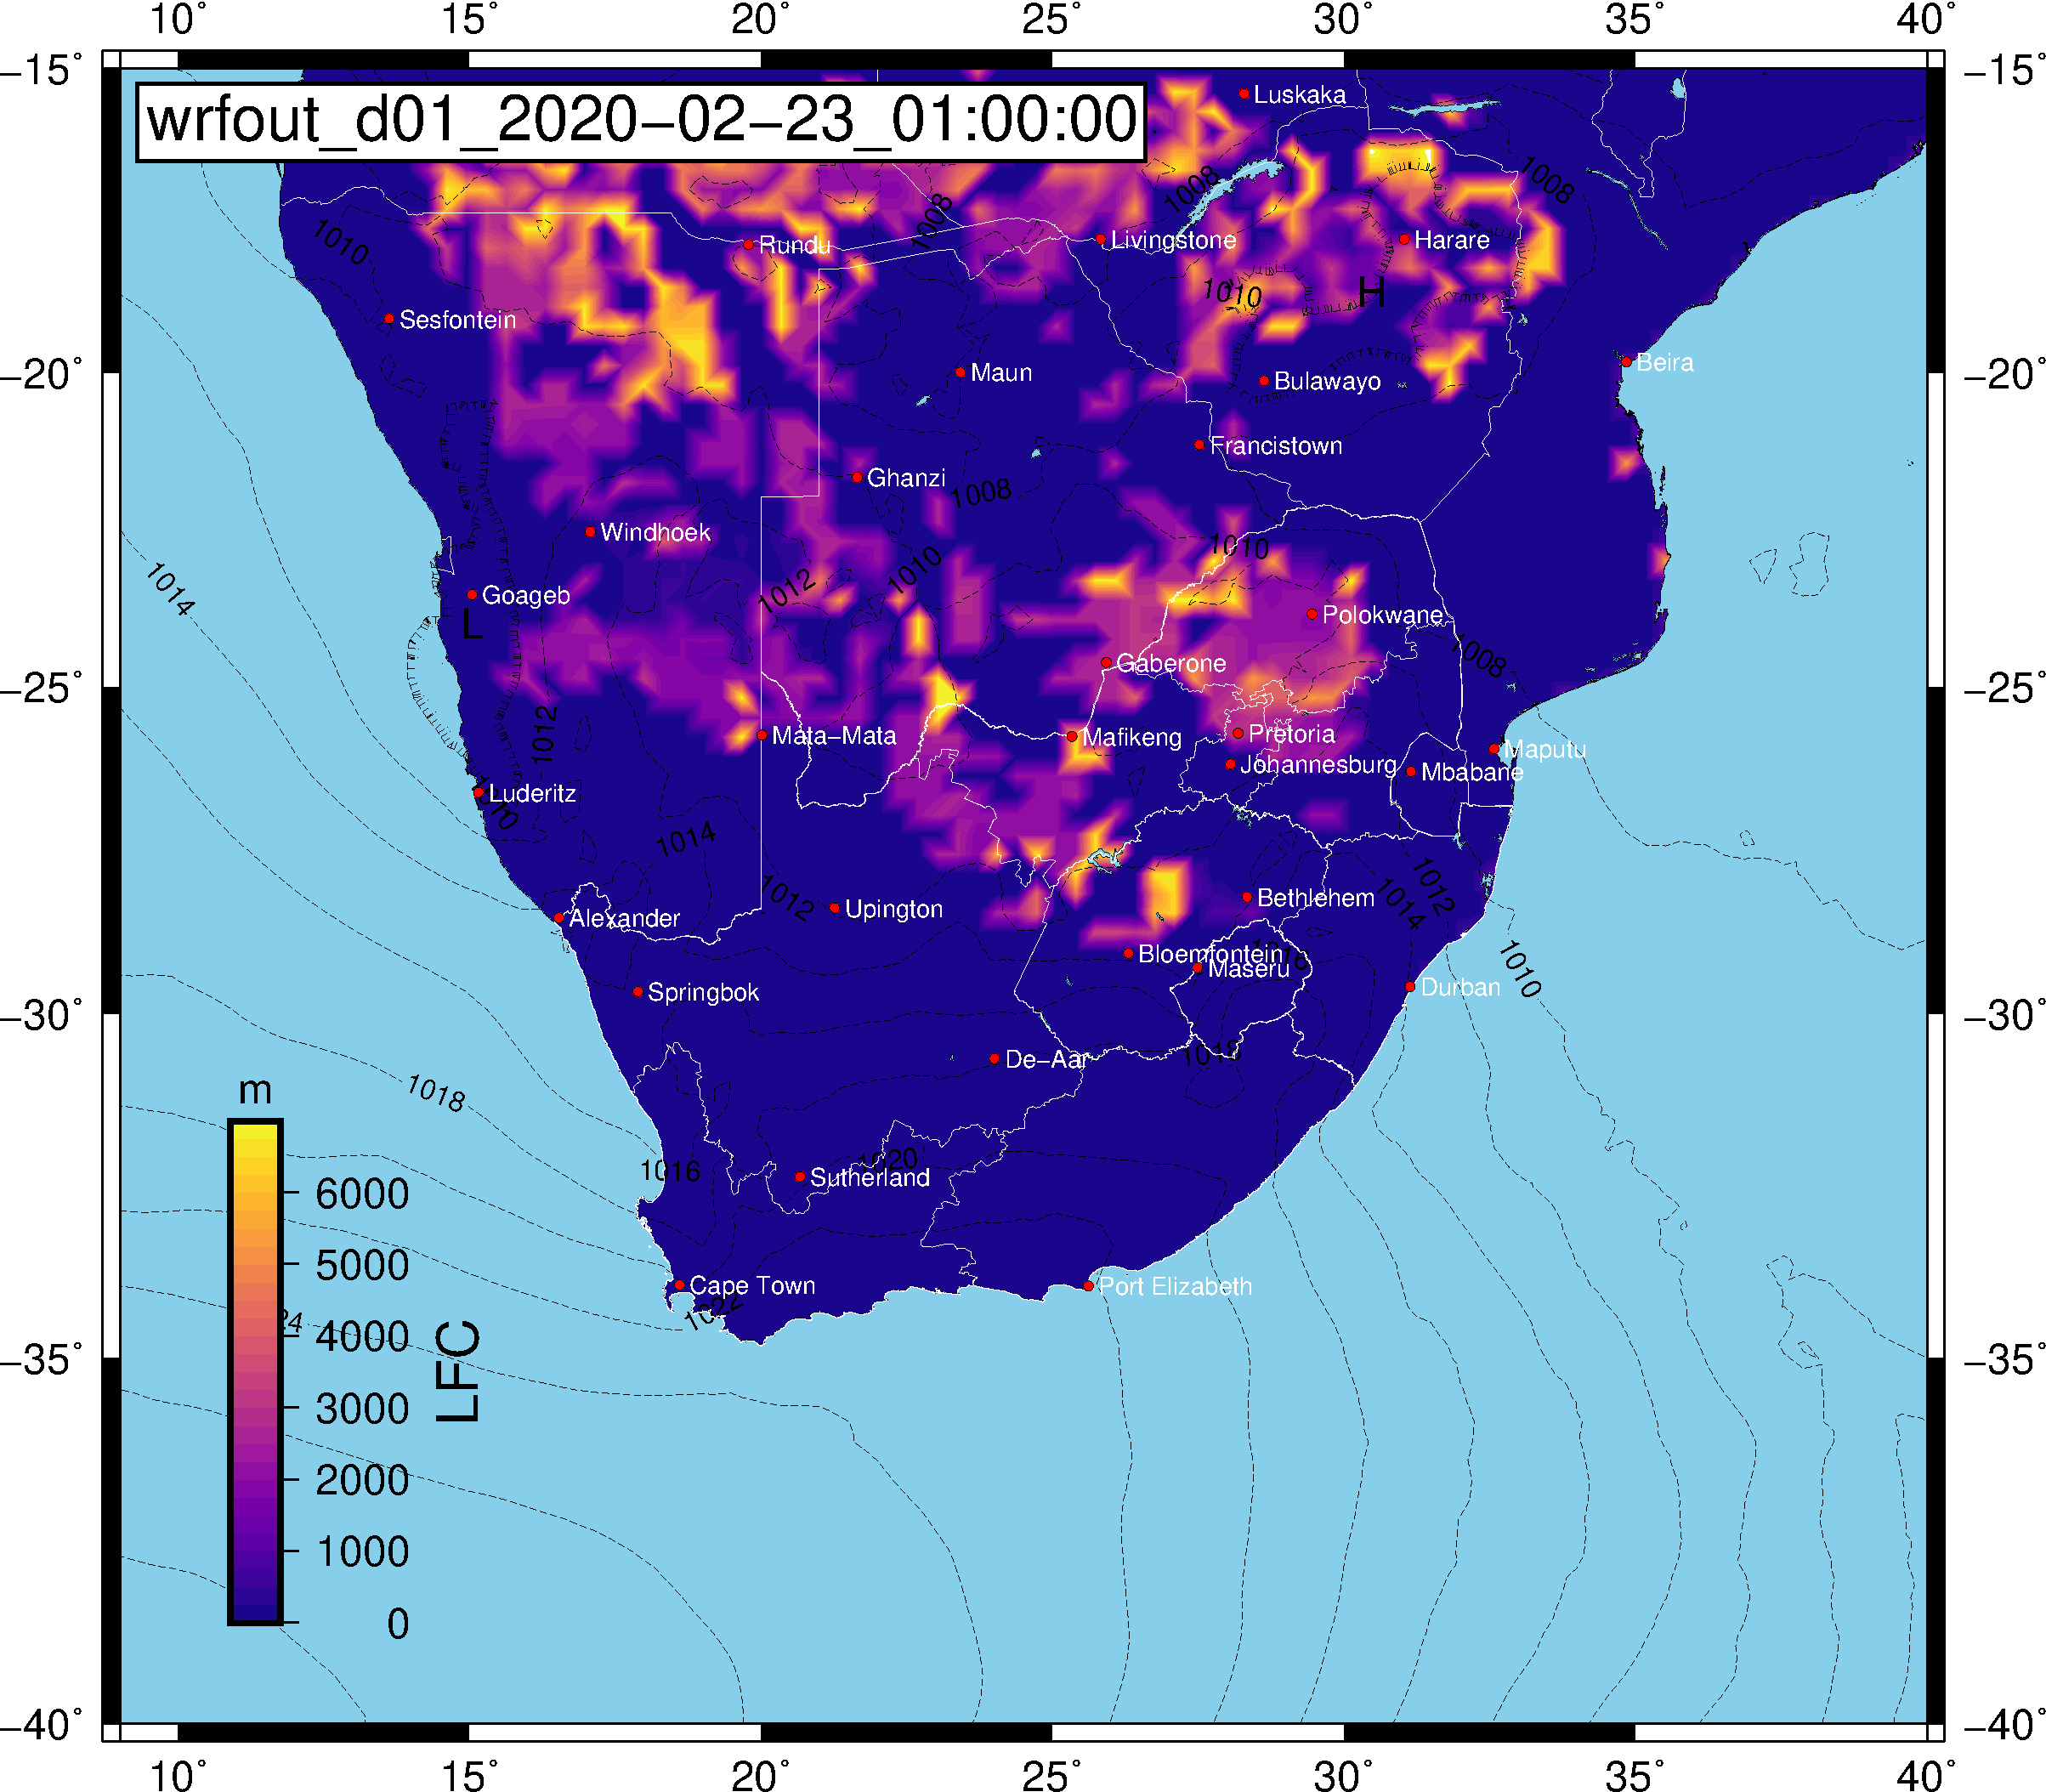 10° 15° 20° 25° 30° 35° 40°
−15° −15°
wrfout_d01_2020−02−23_01:00:00
Luskaka
1008
1008
1008
1010
Rundu
Livingstone
Harare
1010
H
Sesfontein
Beira
−20° −20°
Maun
Bulawayo
Francistown
Ghanzi
1008
Windhoek
1010
1014
1012
1010
Goageb
L
Polokwane
1008
Gaberone
−25° −25°
1012
Mata−Mata
Mafikeng
Pretoria
Maputu
Johannesburg
Mbabane
Luderitz
1010
1014
1012
1012
1014
Upington
Bethlehem
Alexander
Bloemfontein
1016
Maseru
1010
Springbok
Durban
−30° −30°
De−Aar
1018
m
1018
1016
1020
Sutherland
6000
5000
Cape Town
Port Elizabeth
1022
24
4000
LFC
−35° −35°
3000
2000
1000
0
−40° −40°
10° 15° 20° 25° 30° 35° 40°